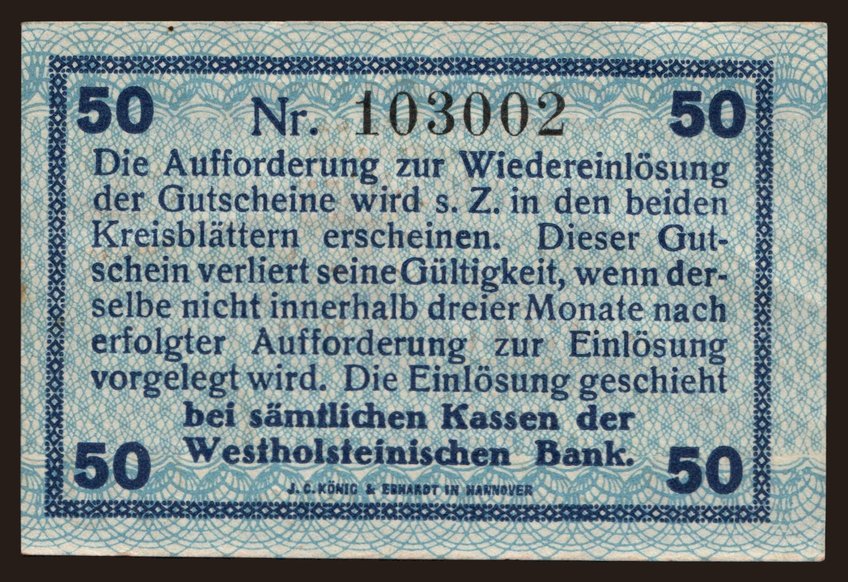 50 Nr. 103002 50
Die Aufforderung zur Wiedereinlösung
der Gutscheine wird s. Z. in den beiden
Kreisblättern erscheinen. Dieser Gut-
schein verliert seine Gültigkeit, wenn der-
selbe nicht innerhalb dreier Monate nach
erfolgter Aufforderung zur Einlösung
vorgelegt wird. Die Einlösung geschieht
bei sämtlichen Kassen der
50 Westholsteinischen Bank. 50
J. C. KÖNIG & EBHARDT IN HANNOVER